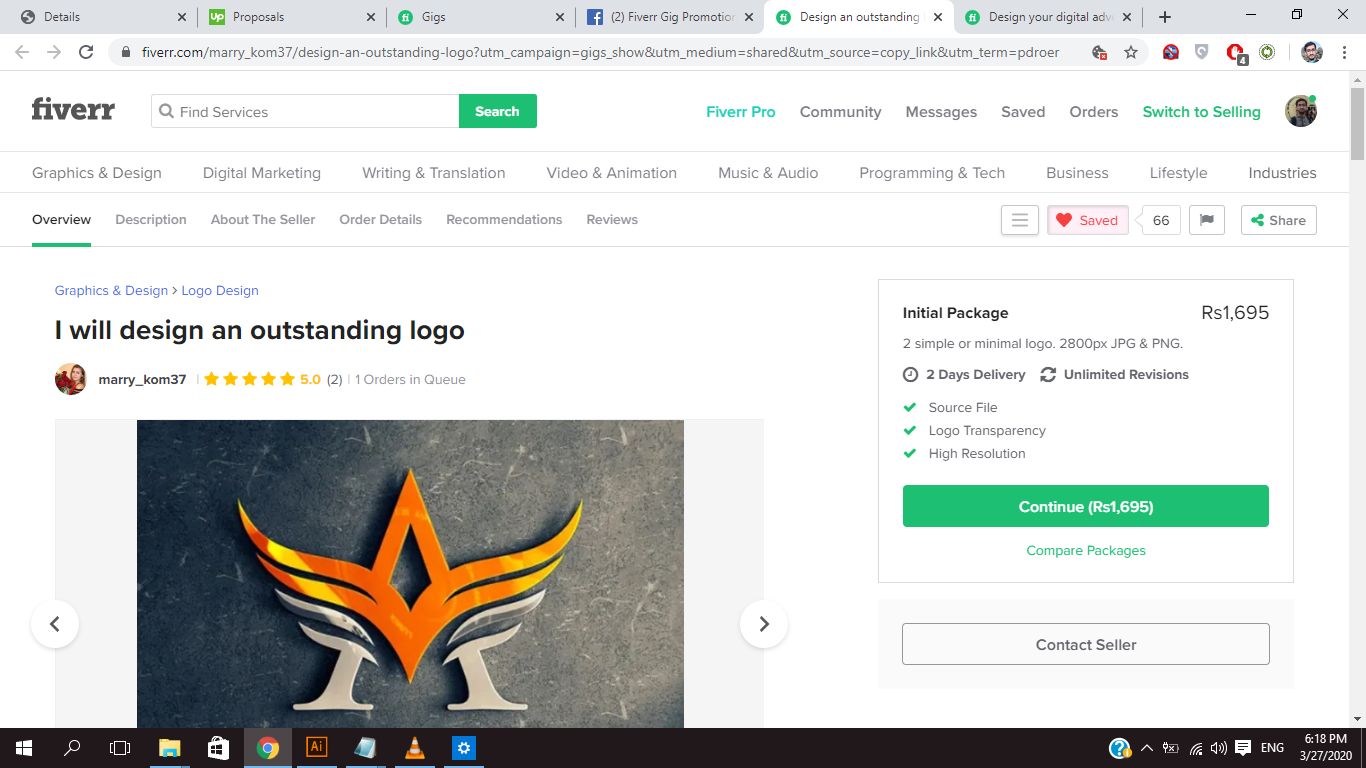 Details
Proposals
Gigs
(2) Fiverr Gig Promotion
Design an outstanding
Design your digital adv
fiverr.com/marry_kom37/design-an-outstanding-logo?utm_campaign=gigs_show&utm_medium=shared&utm_source=copy_link&utm_term=pdroer
4
fiverr
Find Services
Search
Fiverr Pro
Community
Messages
Saved
Orders
Switch to Selling
Graphics & Design
Digital Marketing
Writing & Translation
Video & Animation
Music & Audio
Programming & Tech
Business
Lifestyle
Industries
Overview
Description
About The Seller
Order Details
Recommendations
Reviews
Saved
66
Share
Graphics & Design > Logo Design
I will design an outstanding logo
marry_kom37 | 5.0 (2) | 1 Orders in Queue
Initial Package
Rs1,695
2 simple or minimal logo. 2800px JPG & PNG.
2 Days Delivery
Unlimited Revisions
Source File
Logo Transparency
High Resolution
Continue (Rs1,695)
Compare Packages
Contact Seller
Up
fi
Ai
ENG
6:18 PM
3/27/2020